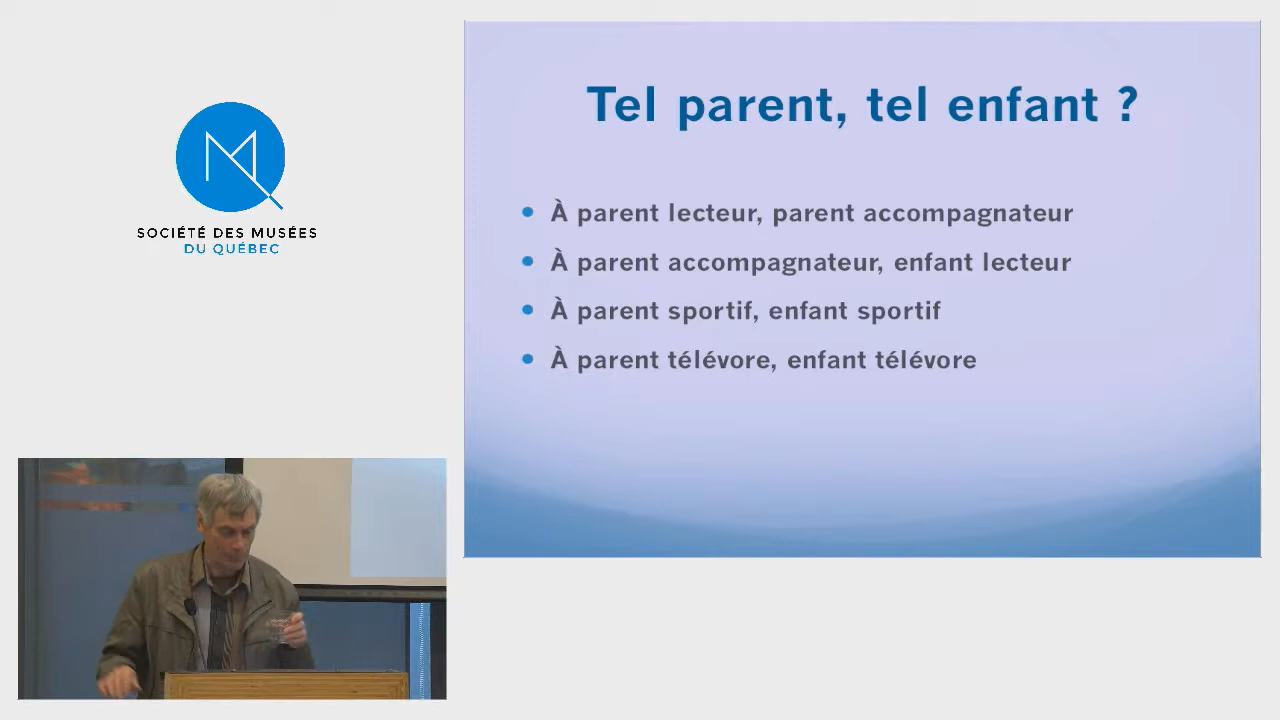 SOCIÉTÉ DES MUSÉES
DU QUÉBEC
Tel parent, tel enfant ?
À parent lecteur, parent accompagnateur
À parent accompagnateur, enfant lecteur
À parent sportif, enfant sportif
À parent télévore, enfant télévore